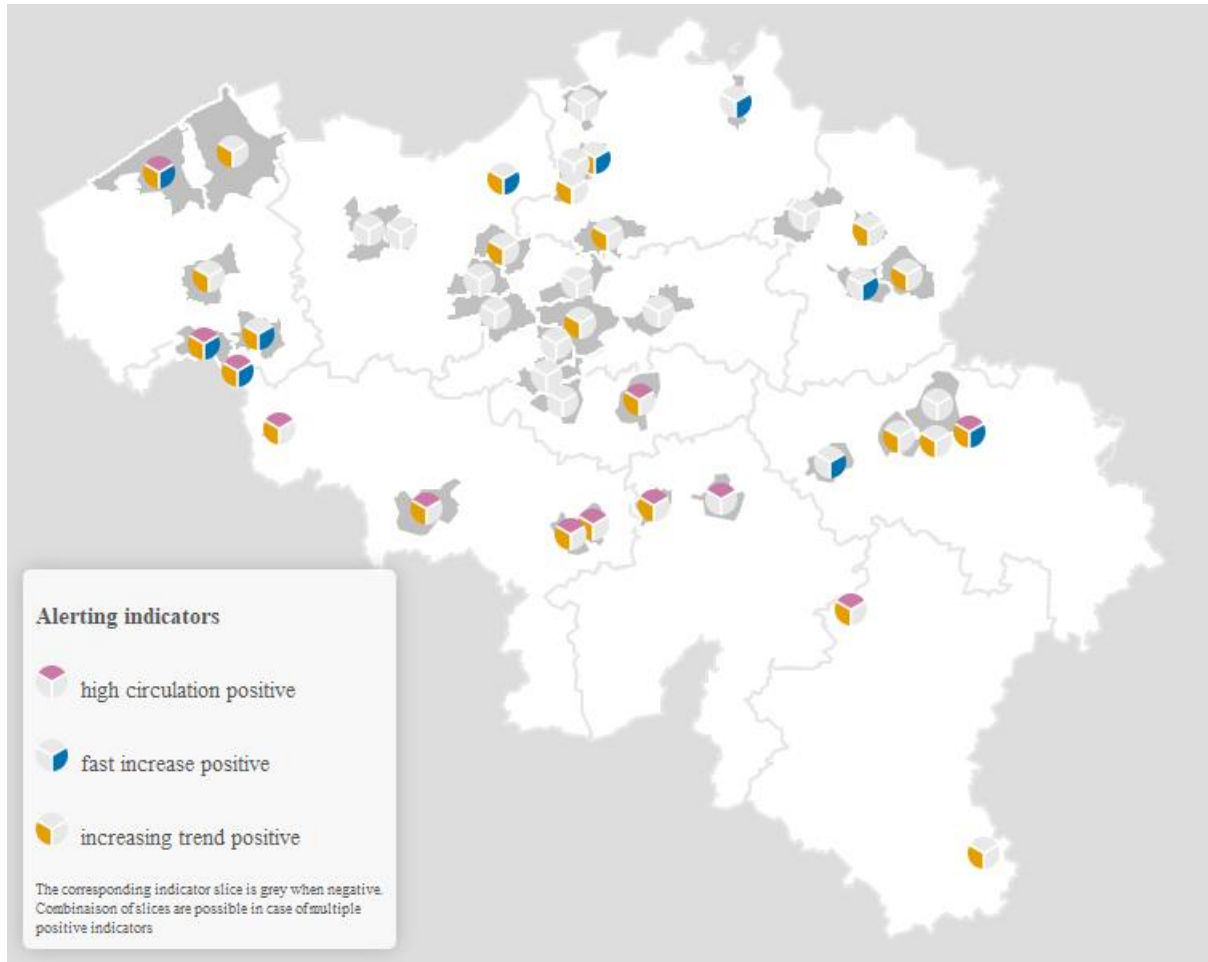 Alerting indicators
high circulation positive
fast increase positive
increasing trend positive
The corresponding indicator slice is grey when negative.
Combinaison of slices are possible in case of multiple
positive indicators